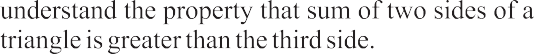 understand the property that sum of two sides of a
triangle is greater than the third side.